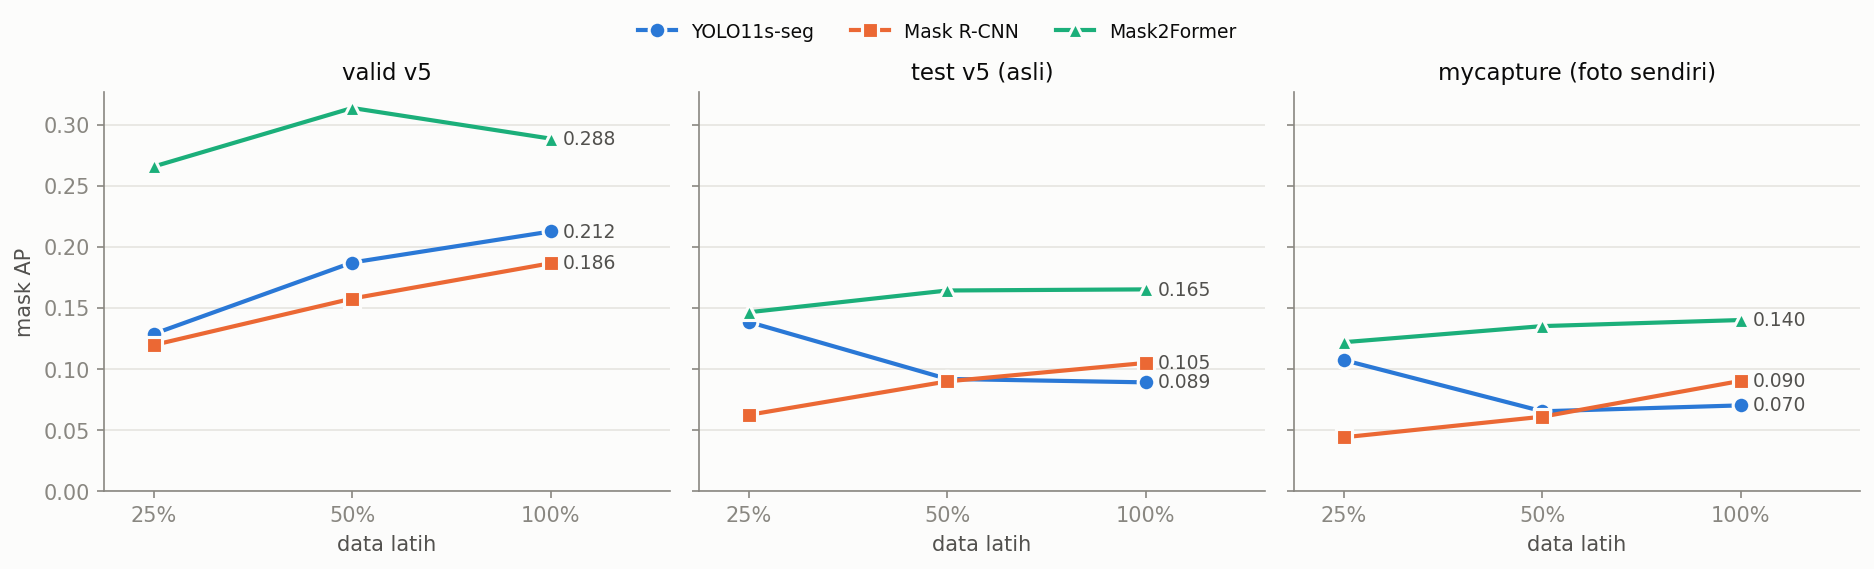 YOLO11s-seg Mask R-CNN Mask2Former
valid v5
mask AP
0.30
0.25
0.20
0.15
0.10
0.05
0.00
0.288
0.212
0.186
25% 50% 100%
data latih
test v5 (asli)
0.165
0.105
0.089
25% 50% 100%
data latih
mycapture (foto sendiri)
0.140
0.090
0.070
25% 50% 100%
data latih